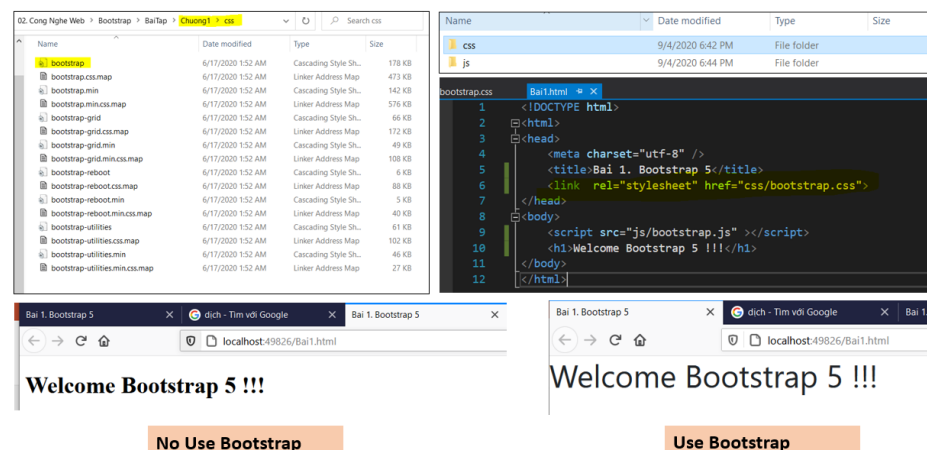 02. Cong Nghe Web > Bootstrap > BaiTap > Chuong1 > css Search css
Name Date modified Type Size
bootstrap 6/17/2020 1:52 AM Cascading Style Sh... 178 KB
bootstrap.css.map 6/17/2020 1:52 AM Linker Address Map 473 KB
bootstrap.min 6/17/2020 1:52 AM Cascading Style Sh... 142 KB
bootstrap.min.css.map 6/17/2020 1:52 AM Linker Address Map 576 KB
bootstrap-grid 6/17/2020 1:52 AM Cascading Style Sh... 66 KB
bootstrap-grid.css.map 6/17/2020 1:52 AM Linker Address Map 172 KB
bootstrap-grid.min 6/17/2020 1:52 AM Cascading Style Sh... 49 KB
bootstrap-grid.min.css.map 6/17/2020 1:52 AM Linker Address Map 108 KB
bootstrap-reboot 6/17/2020 1:52 AM Cascading Style Sh... 6 KB
bootstrap-reboot.css.map 6/17/2020 1:52 AM Linker Address Map 88 KB
bootstrap-reboot.min 6/17/2020 1:52 AM Cascading Style Sh... 5 KB
bootstrap-reboot.min.css.map 6/17/2020 1:52 AM Linker Address Map 40 KB
bootstrap-utilities 6/17/2020 1:52 AM Cascading Style Sh... 61 KB
bootstrap-utilities.css.map 6/17/2020 1:52 AM Linker Address Map 102 KB
bootstrap-utilities.min 6/17/2020 1:52 AM Cascading Style Sh... 46 KB
bootstrap-utilities.min.css.map 6/17/2020 1:52 AM Linker Address Map 27 KB
Name Date modified Type Size
css 9/4/2020 6:42 PM File folder
js 9/4/2020 6:44 PM File folder
bootstrap.css Bai1.html
1 <!DOCTYPE html>
2 <html>
3 <head>
4 <meta charset="utf-8" />
5 <title>Bai 1. Bootstrap 5</title>
6 <link rel="stylesheet" href="css/bootstrap.css">
7 </head>
8 <body>
9 <script src="js/bootstrap.js" ></script>
10 <h1>Welcome Bootstrap 5 !!!</h1>
11 </body>
12 </html>
Bai 1. Bootstrap 5 dịch - Tìm với Google Bai 1. Bootstrap 5
localhost:49826/Bai1.html
Welcome Bootstrap 5 !!!
No Use Bootstrap
Bai 1. Bootstrap 5 dịch - Tìm với Google Bai 1.
localhost:49826/Bai1.html
Welcome Bootstrap 5 !!!
Use Bootstrap